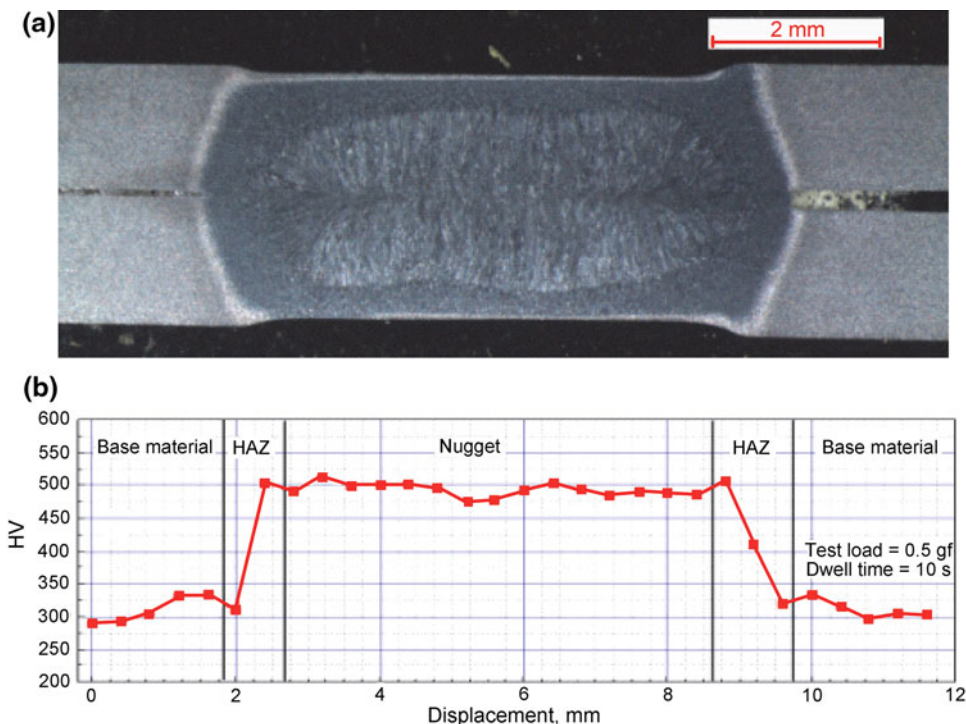 (a)
2 mm
(b)
600
550
500
450
400
350
300
250
200
HV
Base material
HAZ
Nugget
HAZ
Base material
Test load = 0.5 gf
Dwell time = 10 s
0 2 4 6 8 10 12
Displacement, mm